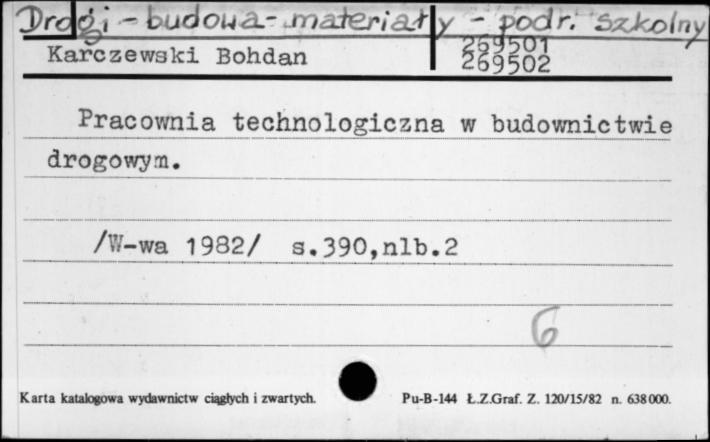 Drogi - budowa - materiały - podr. szkolny
Karczewski Bohdan
269501
269502
Pracownia technologiczna w budownictwie
drogowym.
/W-wa 1982/ s.390,nlb.2
6
Karta katalogowa wydawnictw ciągłych i zwartych.
Pu-B-144 Ł.Z.Graf. Z. 120/15/82 n. 638000.